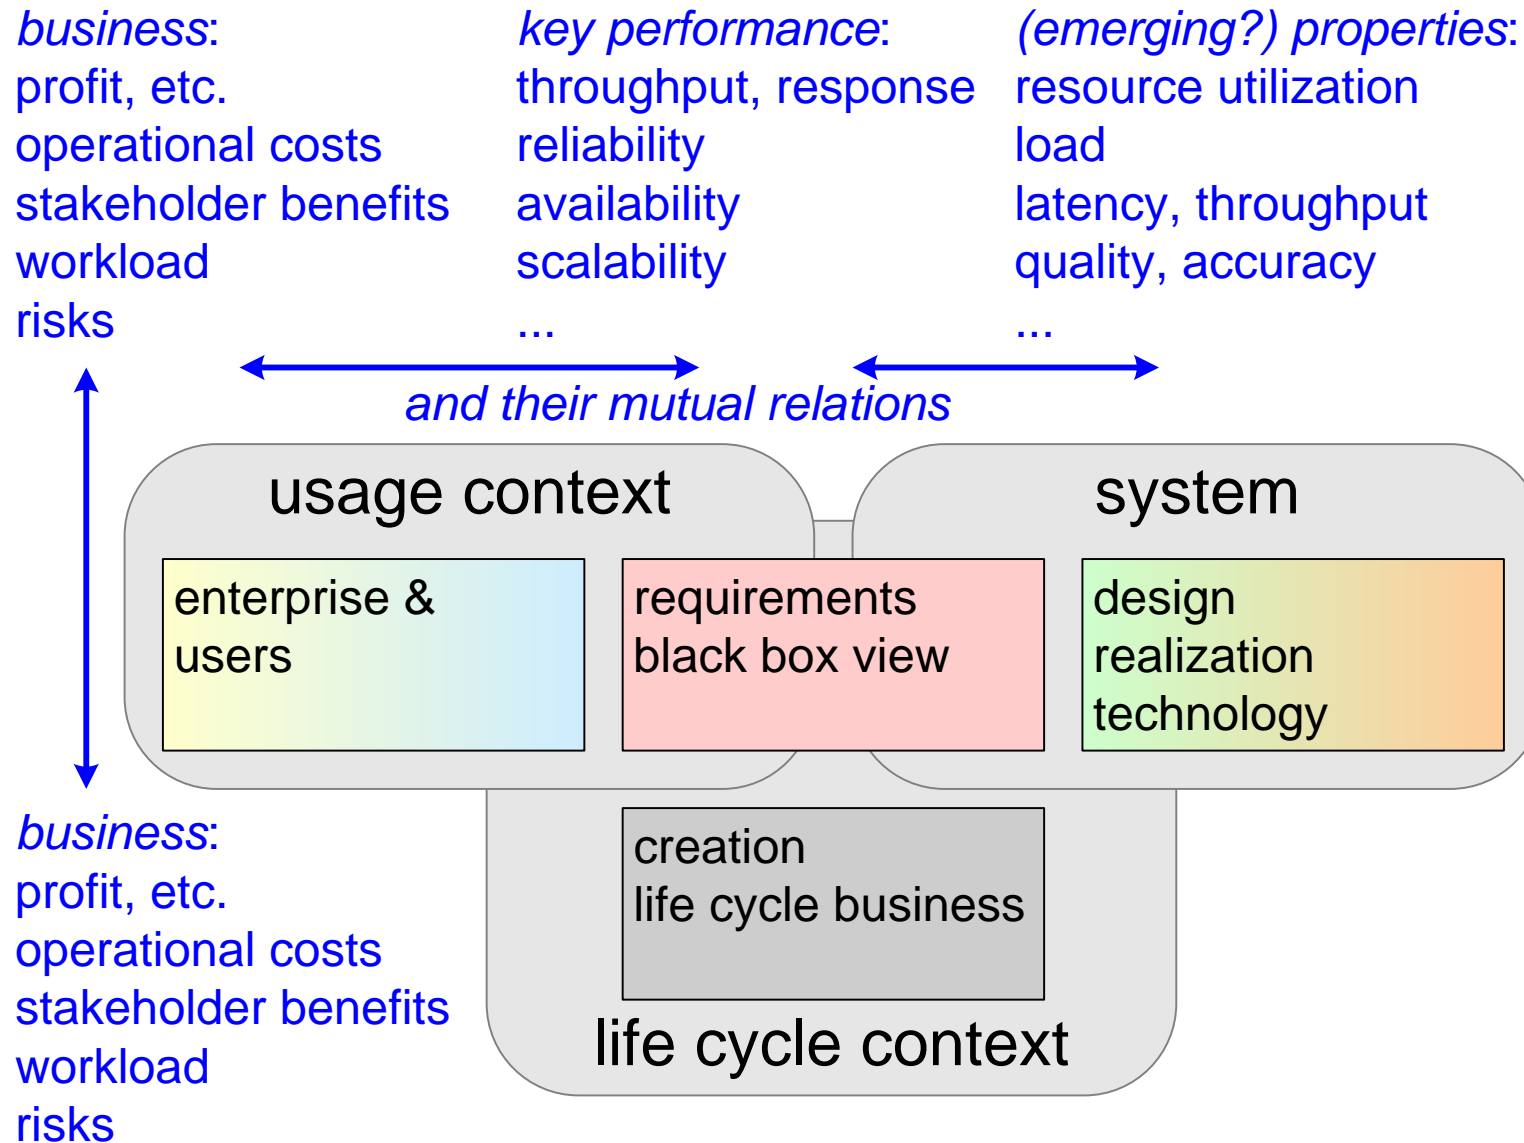 business:
profit, etc.
operational costs
stakeholder benefits
workload
risks
key performance:
throughput, response
reliability
availability
scalability
...
(emerging?) properties:
resource utilization
load
latency, throughput
quality, accuracy
...
and their mutual relations
usage context
system
enterprise &
users
requirements
black box view
design
realization
technology
creation
life cycle business
life cycle context
business:
profit, etc.
operational costs
stakeholder benefits
workload
risks